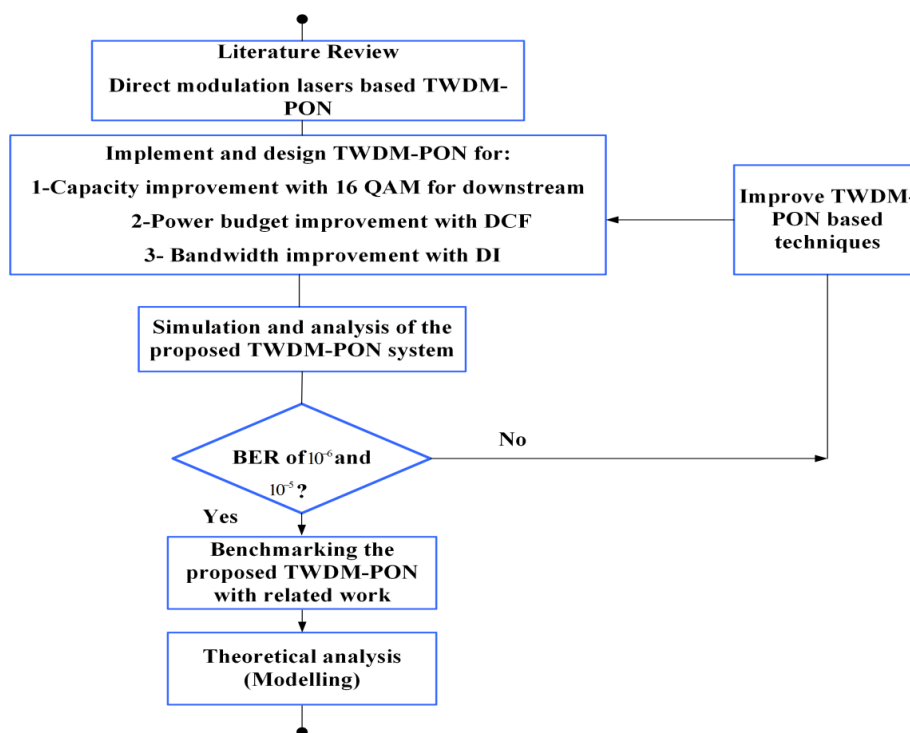 Literature Review
Direct modulation lasers based TWDM-
PON
Implement and design TWDM-PON for:
1-Capacity improvement with 16 QAM for downstream
2-Power budget improvement with DCF
3- Bandwidth improvement with DI
Improve TWDM-
PON based
techniques
Simulation and analysis of the
proposed TWDM-PON system
BER of 10⁻⁶ and
10⁻⁵ ?
No
Yes
Benchmarking the
proposed TWDM-PON
with related work
Theoretical analysis
(Modelling)